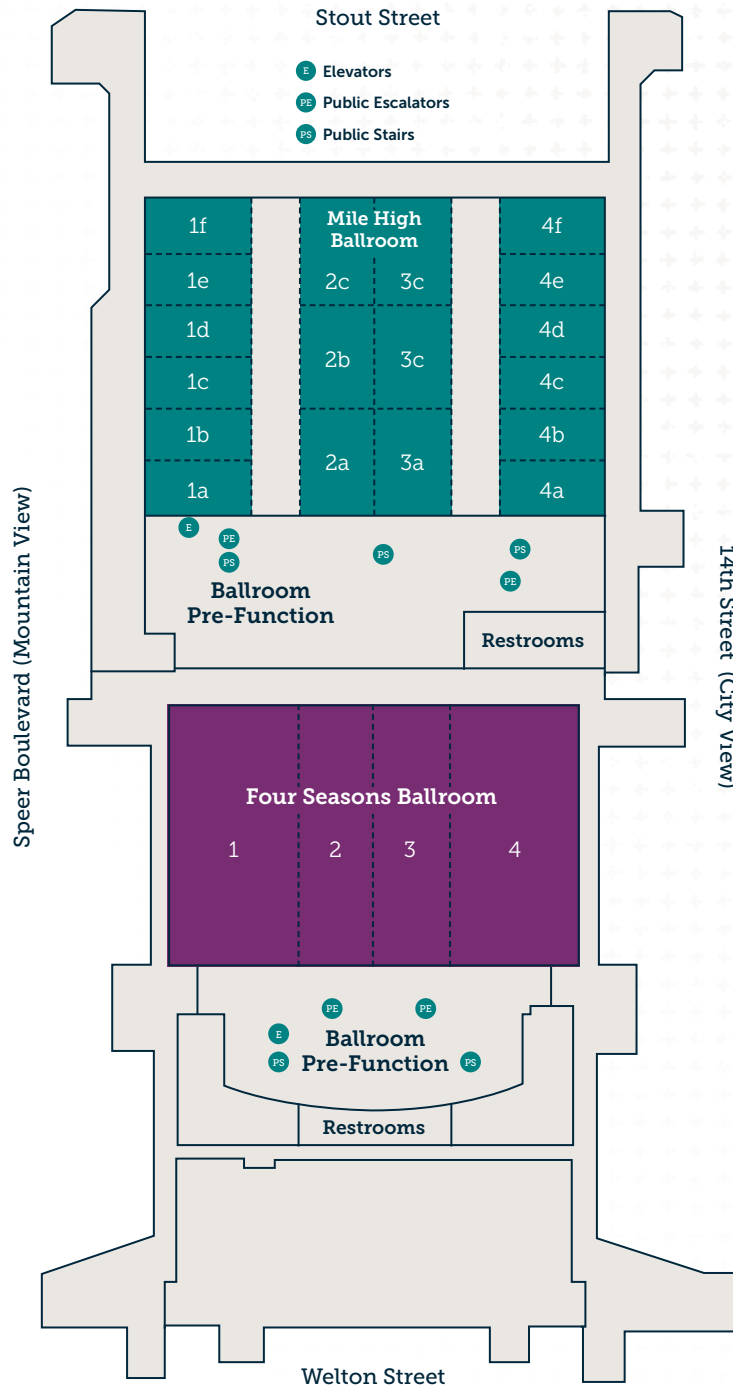 Stout Street
E Elevators
PE Public Escalators
PS Public Stairs
Mile High
Ballroom
1f
4f
1e
2c
3c
4e
1d
4d
2b
3c
1c
4c
1b
4b
2a
3a
1a
4a
E
PE
PS
PS
PS
PE
Ballroom
Pre-Function
Restrooms
Speer Boulevard (Mountain View)
14th Street (City View)
Four Seasons Ballroom
1
2
3
4
PE
PE
E
PS
PS
Ballroom
Pre-Function
Restrooms
Welton Street